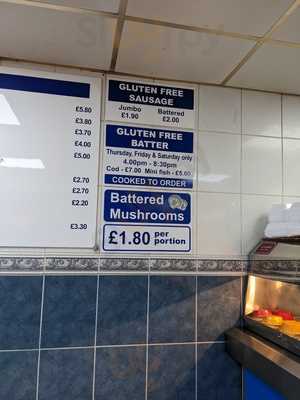 £5.80
£3.80
£3.70
£4.00
£5.00
£2.70
£2.70
£2.20
£3.30
GLUTEN FREE
SAUSAGE
Jumbo Battered
£1.90 £2.00
GLUTEN FREE
BATTER
Thursday, Friday & Saturday only
4.00pm - 8:30pm
Cod - £7.00 Mini fish - £5.80
COOKED TO ORDER
Battered
Mushrooms
£1.80 per
portion